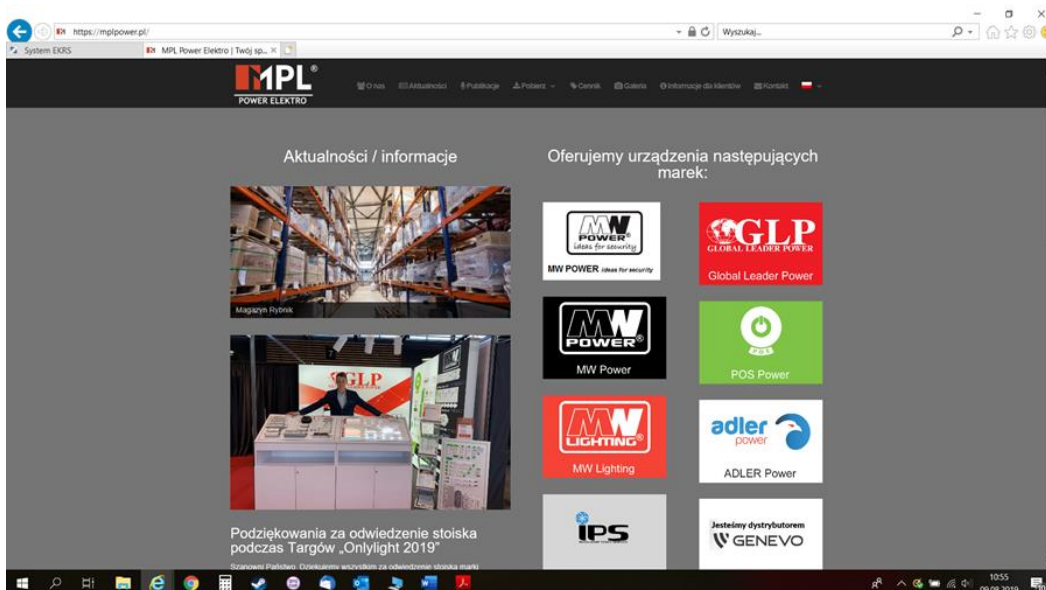 https://mplpower.pl/
Wyszukaj...
System EKRS
MPL Power Elektro | Twój sp...
MPL®
POWER ELEKTRO
O nas
Aktualności
Publikacje
Pobierz
Cennik
Galeria
Informacje dla klientów
Kontakt
Aktualności / informacje
Oferujemy urządzenia następujących
marek:
Magazyn Rybnik
MW
POWER®
ideas for security
MW POWER ideas for security
GLP
GLOBAL LEADER POWER
Global Leader Power
MW
POWER®
MW Power
POS
POS Power
GLP
MW
LIGHTING®
MW Lighting
adler
power
ADLER Power
Podziękowania za odwiedzenie stoiska
podczas Targów „Onlylight 2019”
Szanowni Państwo, Dziękujemy wszystkim za odwiedzenie stoiska marki
IPS
Jesteśmy dystrybutorem
GENEVO
10:55
09.08.2019